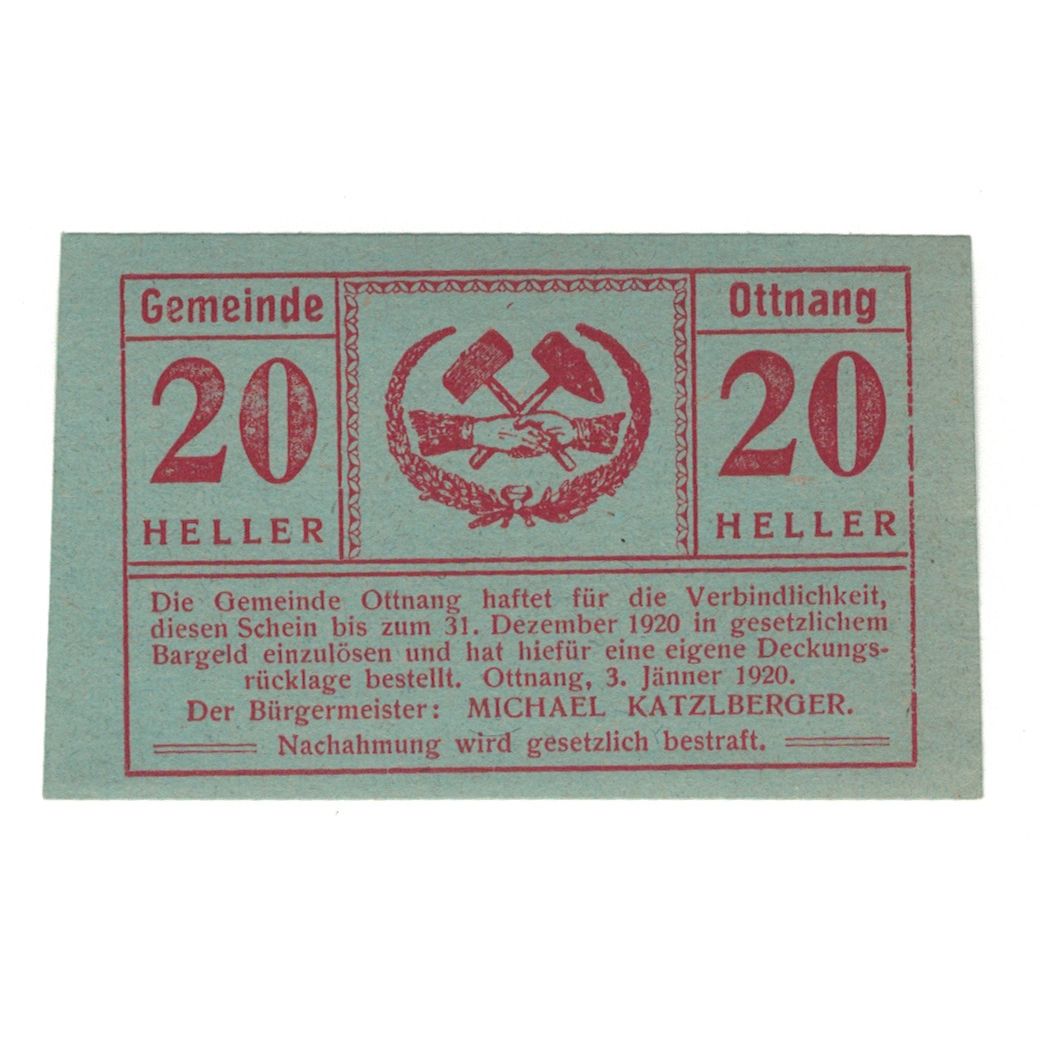 Gemeinde
Ottnang
20
20
HELLER
HELLER
Die Gemeinde Ottnang haftet für die Verbindlichkeit,
diesen Schein bis zum 31. Dezember 1920 in gesetzlichem
Bargeld einzulösen und hat hiefür eine eigene Deckungs-
rücklage bestellt. Ottnang, 3. Jänner 1920.
Der Bürgermeister: MICHAEL KATZLBERGER.
Nachahmung wird gesetzlich bestraft.